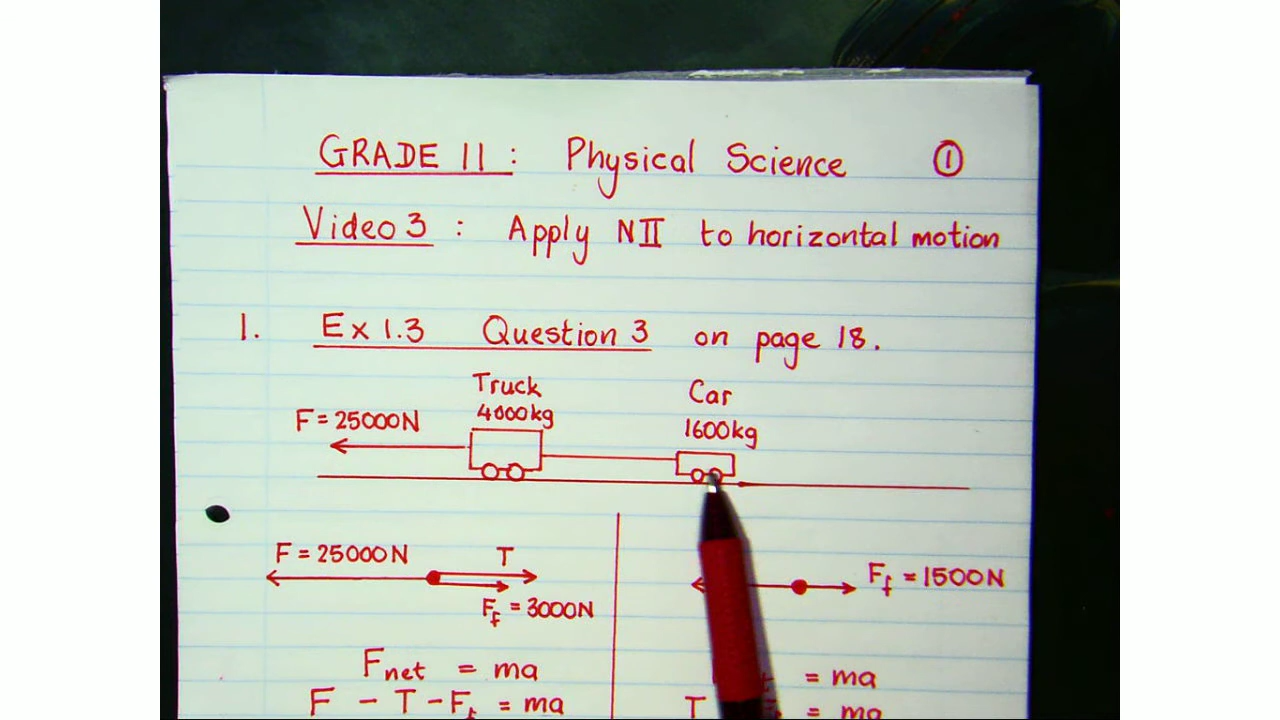 GRADE 11 : Physical Science ①
Video 3 : Apply NII to horizontal motion
1. Ex 1.3 Question 3 on page 18.
Truck
4000kg
Car
1600kg
F = 25000N
F = 25000N T
Ff = 3000N
Fnet = ma
F - T - Ff = ma
Ff = 1500N
= ma
T = ma